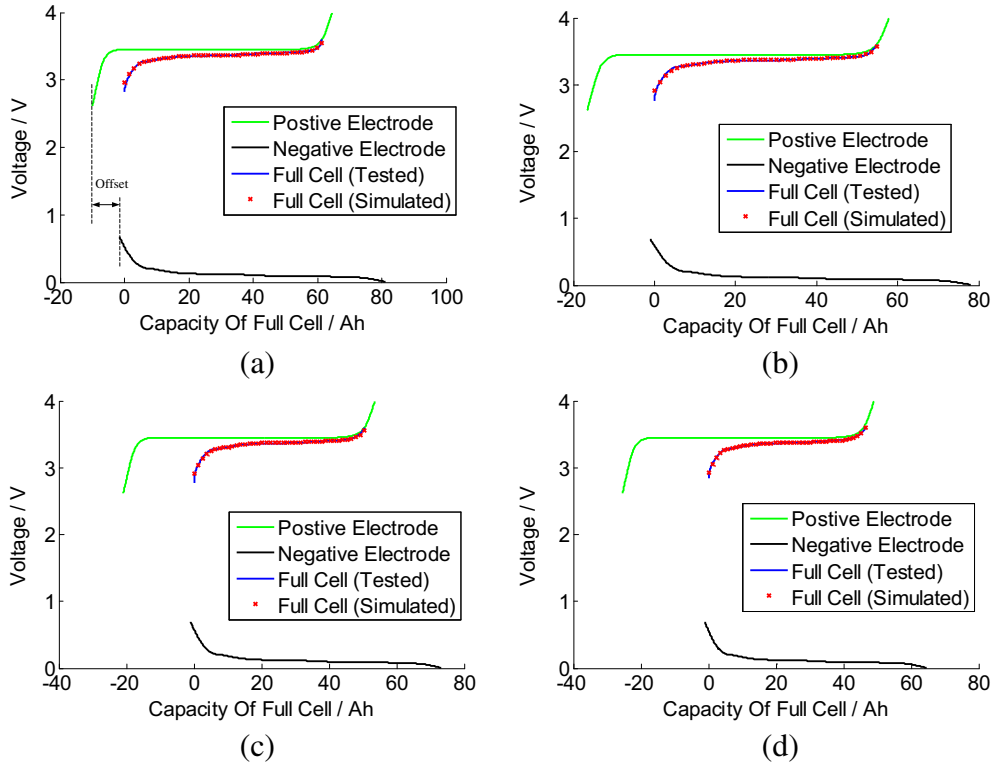 4
3
2
1
0
Voltage / V
Offset
Postive Electrode
Negative Electrode
Full Cell (Tested)
Full Cell (Simulated)
-20 0 20 40 60 80 100
Capacity Of Full Cell / Ah
(a)
4
3
2
1
0
Voltage / V
Postive Electrode
Negative Electrode
Full Cell (Tested)
Full Cell (Simulated)
-20 0 20 40 60 80
Capacity Of Full Cell / Ah
(b)
4
3
2
1
0
Voltage / V
Postive Electrode
Negative Electrode
Full Cell (Tested)
Full Cell (Simulated)
-40 -20 0 20 40 60 80
Capacity Of Full Cell / Ah
(c)
4
3
2
1
0
Voltage / V
Postive Electrode
Negative Electrode
Full Cell (Tested)
Full Cell (Simulated)
-40 -20 0 20 40 60 80
Capacity Of Full Cell / Ah
(d)